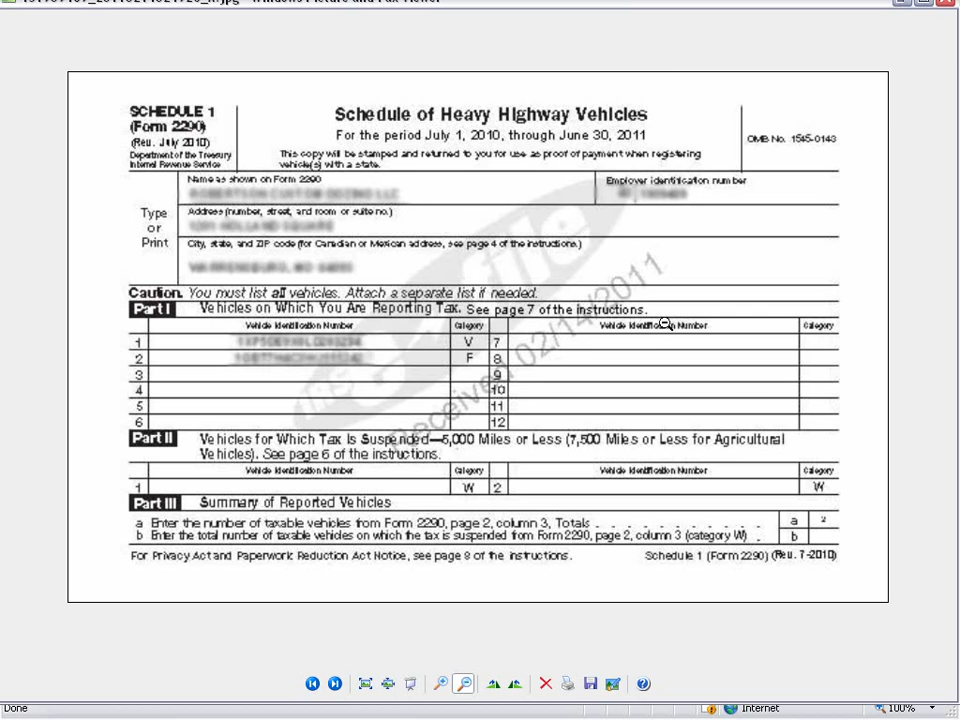 Windows Picture and Fax Viewer
SCHEDULE 1
(Form 2290)
(Rev. July 2010)
Department of the Treasury
Internal Revenue Service
Schedule of Heavy Highway Vehicles
For the period July 1, 2010, through June 30, 2011
This copy will be stamped and returned to you for use as proof of payment when registering
vehicle(s) with a state.
OMB No. 1545-0143
Type
or
Print
Name as shown on Form 2290
Employer identification number
Address (number, street, and room or suite no.)
City, state, and ZIP code (for Canadian or Mexican address, see page 4 of the instructions.)
Caution. You must list all vehicles. Attach a separate list if needed.
Part I Vehicles on Which You Are Reporting Tax. See page 7 of the instructions.
Vehicle Identification Number Category Vehicle Identification Number Category
1 V 7
2 F 8
3 9
4 10
5 11
6 12
IRS e file
Received 02/14/2011
Part II Vehicles for Which Tax Is Suspended—5,000 Miles or Less (7,500 Miles or Less for Agricultural
Vehicles). See page 6 of the instructions.
Vehicle Identification Number Category Vehicle Identification Number Category
1 W 2 W
Part III Summary of Reported Vehicles
a Enter the number of taxable vehicles from Form 2290, page 2, column 3, Totals . . . . . . . . . . a 2
b Enter the total number of taxable vehicles on which the tax is suspended from Form 2290, page 2, column 3 (category W) . b
For Privacy Act and Paperwork Reduction Act Notice, see page 8 of the instructions. Schedule 1 (Form 2290) (Rev. 7-2010)
Done Internet 100%